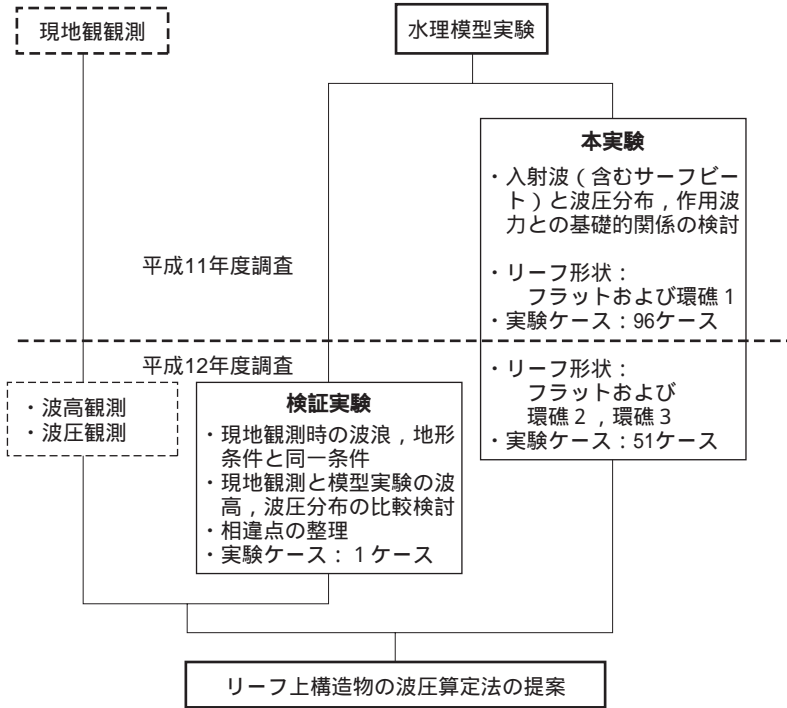 現地観観測
水理模型実験
本実験
・入射波（含むサーフビー
ト）と波圧分布，作用波
力との基礎的関係の検討
・リーフ形状：
フラットおよび環礁１
・実験ケース：96ケース
平成11年度調査
平成12年度調査
・リーフ形状：
フラットおよび
環礁２，環礁３
・実験ケース：51ケース
・波高観測
・波圧観測
検証実験
・現地観測時の波浪，地形
条件と同一条件
・現地観測と模型実験の波
高，波圧分布の比較検討
・相違点の整理
・実験ケース：１ケース
リーフ上構造物の波圧算定法の提案